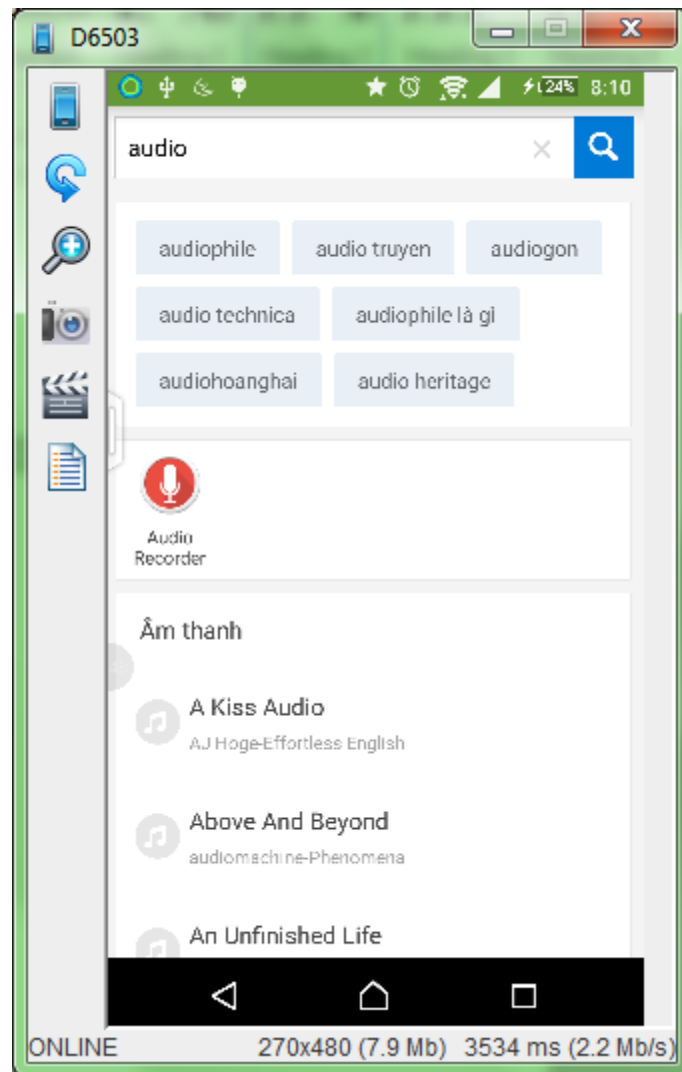 D6503
24% 8:10
audio
audiophile audio truyen audiogon
audio technica audiophile là gì
audiohoanghai audio heritage
Audio
Recorder
Âm thanh
A Kiss Audio
AJ Hoge-Effortless English
Above And Beyond
audiomachine-Phenomena
An Unfinished Life
ONLINE 270x480 (7.9 Mb) 3534 ms (2.2 Mb/s)